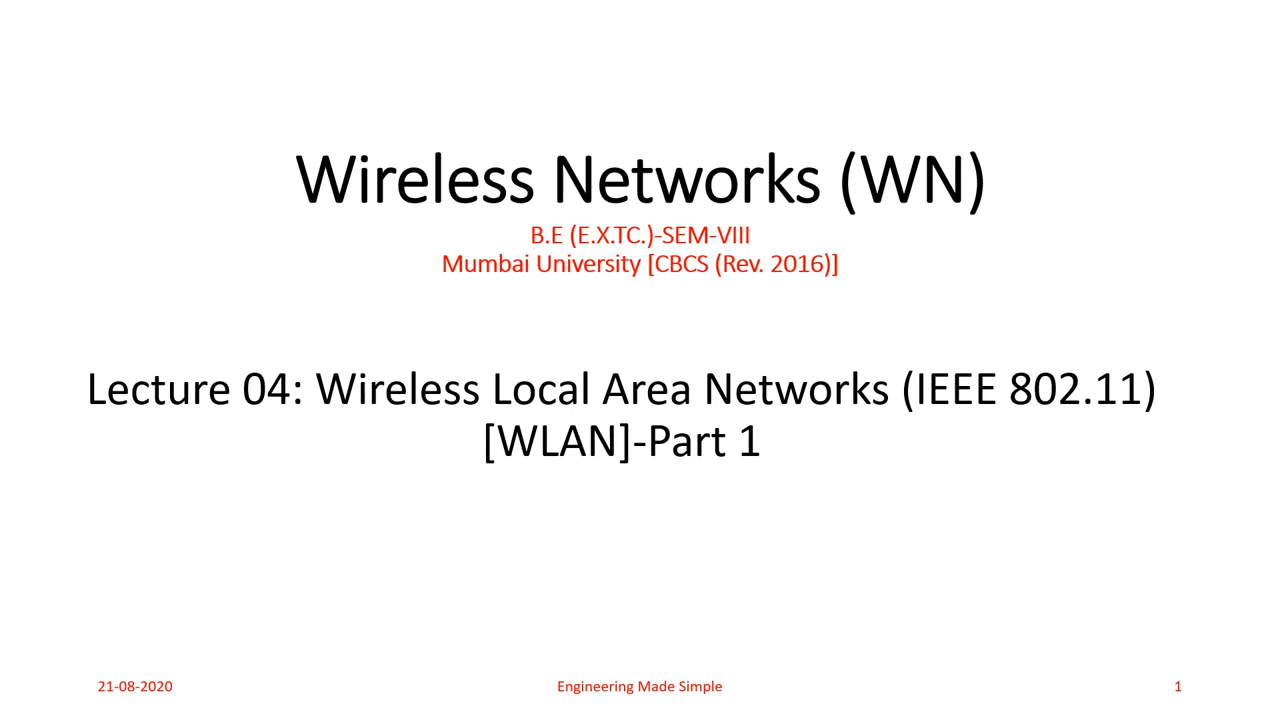 Wireless Networks (WN)
B.E (E.X.TC.)-SEM-VIII
Mumbai University [CBCS (Rev. 2016)]
Lecture 04: Wireless Local Area Networks (IEEE 802.11)
[WLAN]-Part 1
21-08-2020
Engineering Made Simple
1